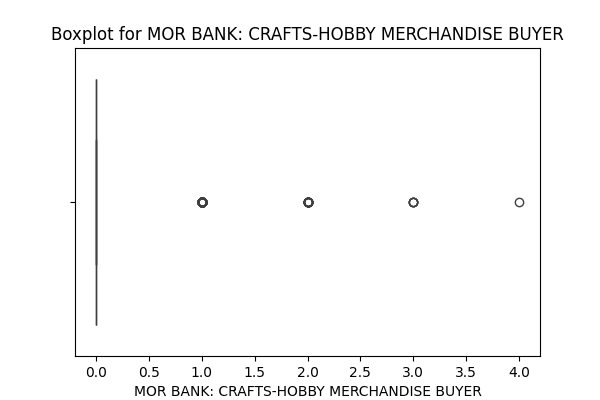 Boxplot for MOR BANK: CRAFTS-HOBBY MERCHANDISE BUYER
0.0 0.5 1.0 1.5 2.0 2.5 3.0 3.5 4.0
MOR BANK: CRAFTS-HOBBY MERCHANDISE BUYER